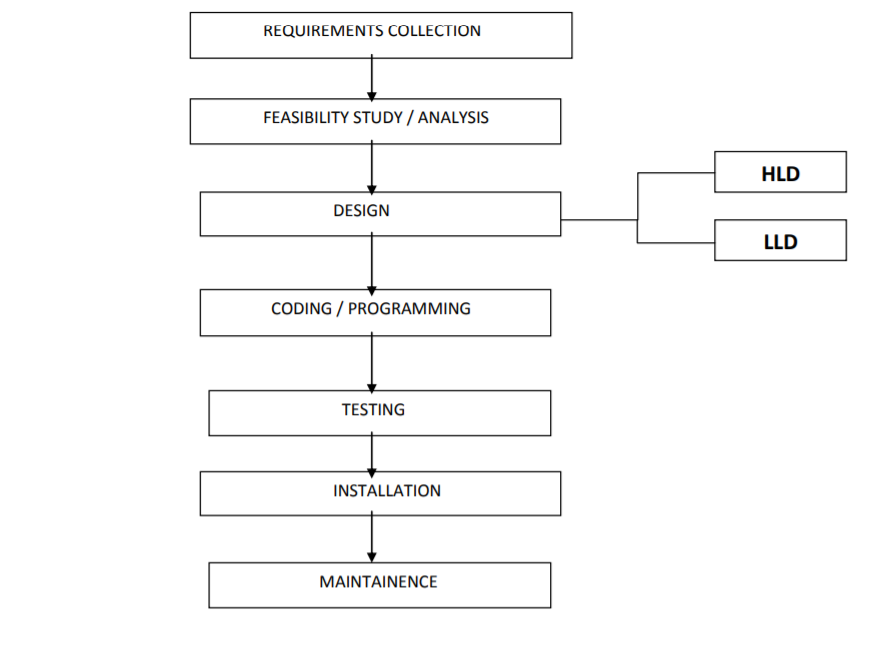 REQUIREMENTS COLLECTION
FEASIBILITY STUDY / ANALYSIS
DESIGN
HLD
LLD
CODING / PROGRAMMING
TESTING
INSTALLATION
MAINTAINENCE